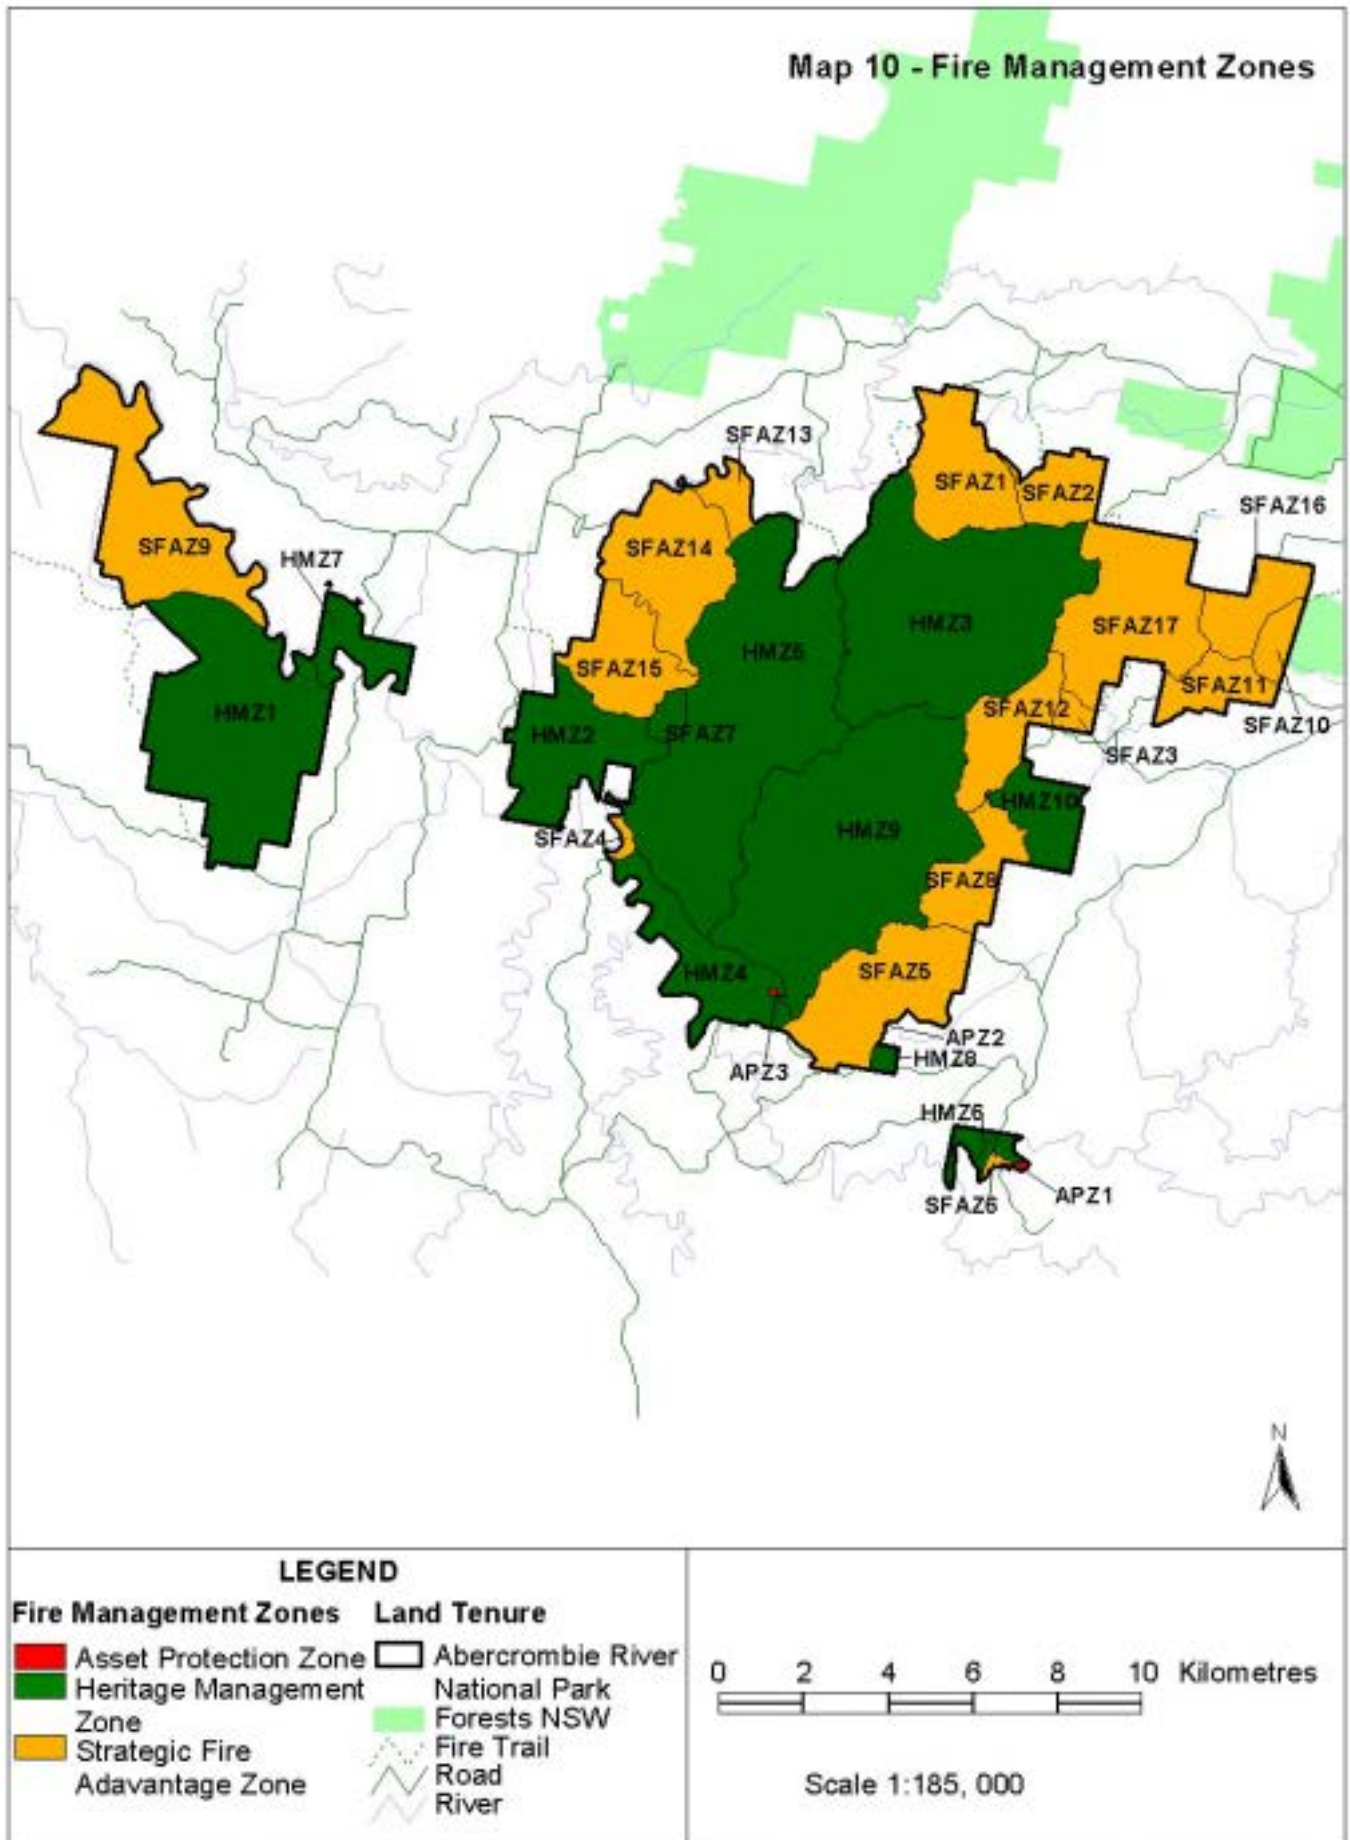 Map 10 - Fire Management Zones
SFAZ13
SFAZ1
SFAZ2
SFAZ16
SFAZ9
SFAZ14
HMZ7
HMZ3
SFAZ17
HMZ5
SFAZ15
SFAZ11
HMZ1
SFAZ12
SFAZ10
HMZ2
SFAZ7
SFAZ3
HMZ10
SFAZ4
HMZ9
SFAZ8
HMZ4
SFAZ5
APZ2
HMZ8
APZ3
HMZ6
APZ1
SFAZ6
N
LEGEND
Fire Management Zones
Asset Protection Zone
Heritage Management
Zone
Strategic Fire
Adavantage Zone
Land Tenure
Abercrombie River
National Park
Forests NSW
Fire Trail
Road
River
0 2 4 6 8 10 Kilometres
Scale 1:185, 000